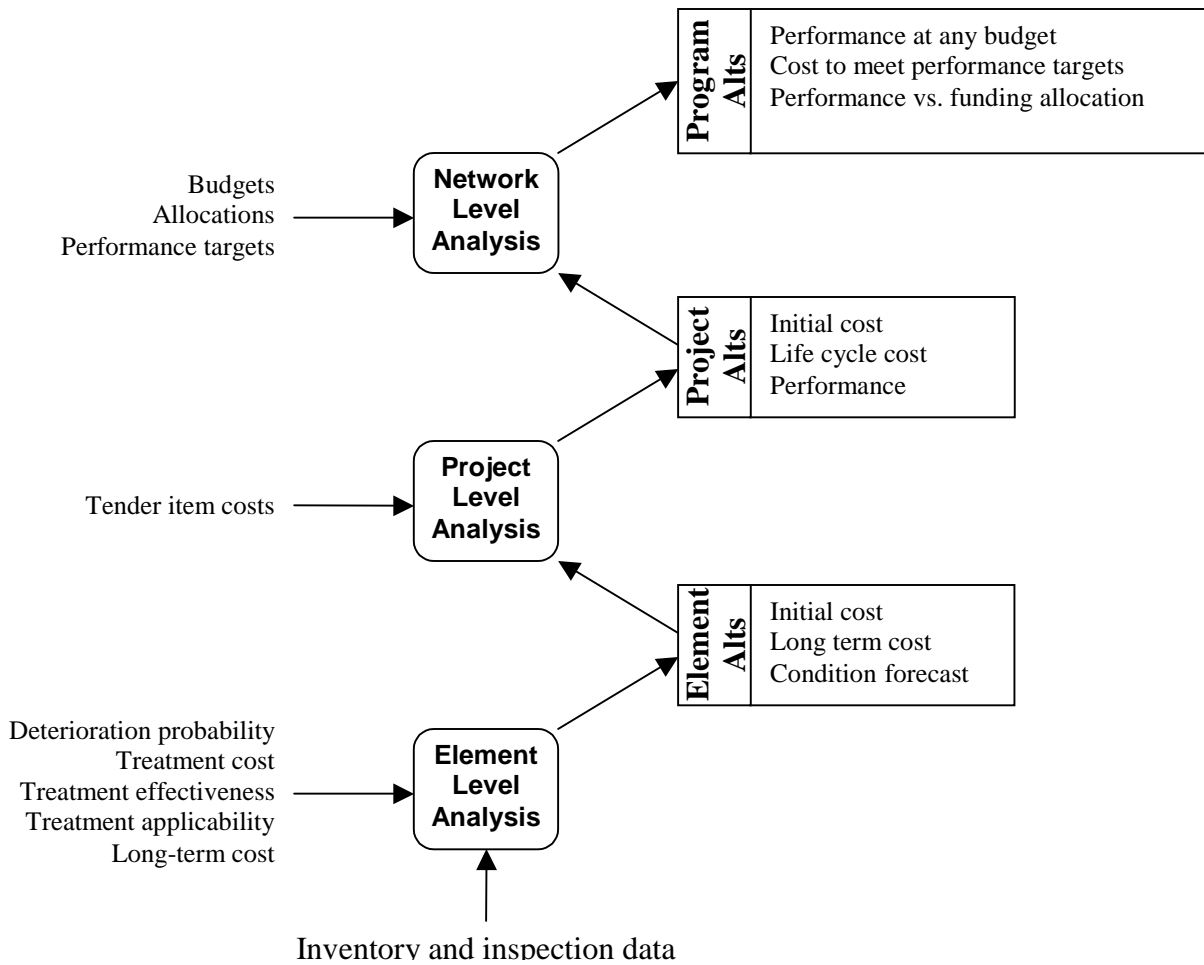 Program
Alts
Performance at any budget
Cost to meet performance targets
Performance vs. funding allocation
Budgets
Allocations
Performance targets
Network
Level
Analysis
Project
Alts
Initial cost
Life cycle cost
Performance
Tender item costs
Project
Level
Analysis
Element
Alts
Initial cost
Long term cost
Condition forecast
Deterioration probability
Treatment cost
Treatment effectiveness
Treatment applicability
Long-term cost
Element
Level
Analysis
Inventory and inspection data